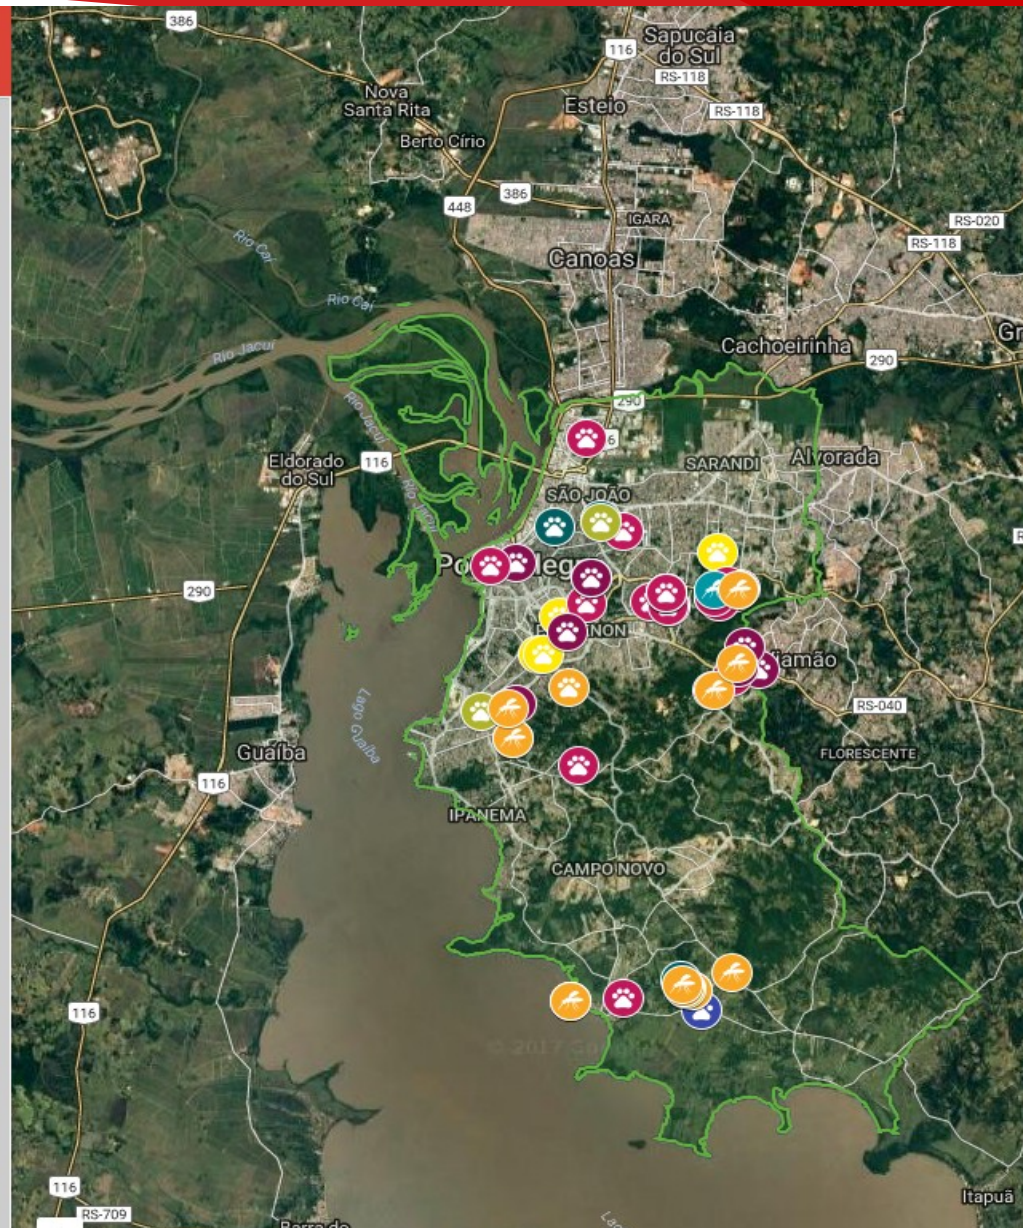 386
116
Sapucaia
do Sul
RS-118
Nova
Santa Rita
Esteio
RS-118
Berto Círio
386
448
IGARA
RS-020
RS-118
Rio Caí
Canoas
Rio Caí
Rio Jacuí
Cachoeirinha
290
290
Rio Jacuí
116
Eldorado
do Sul
SARANDI
Alvorada
SÃO JOÃO
290
RS-040
Lago Guaíba
FLORESCENTE
Guaíba
116
IPANEMA
CAMPO NOVO
116
© 2017
116
RS-709
Itapuã